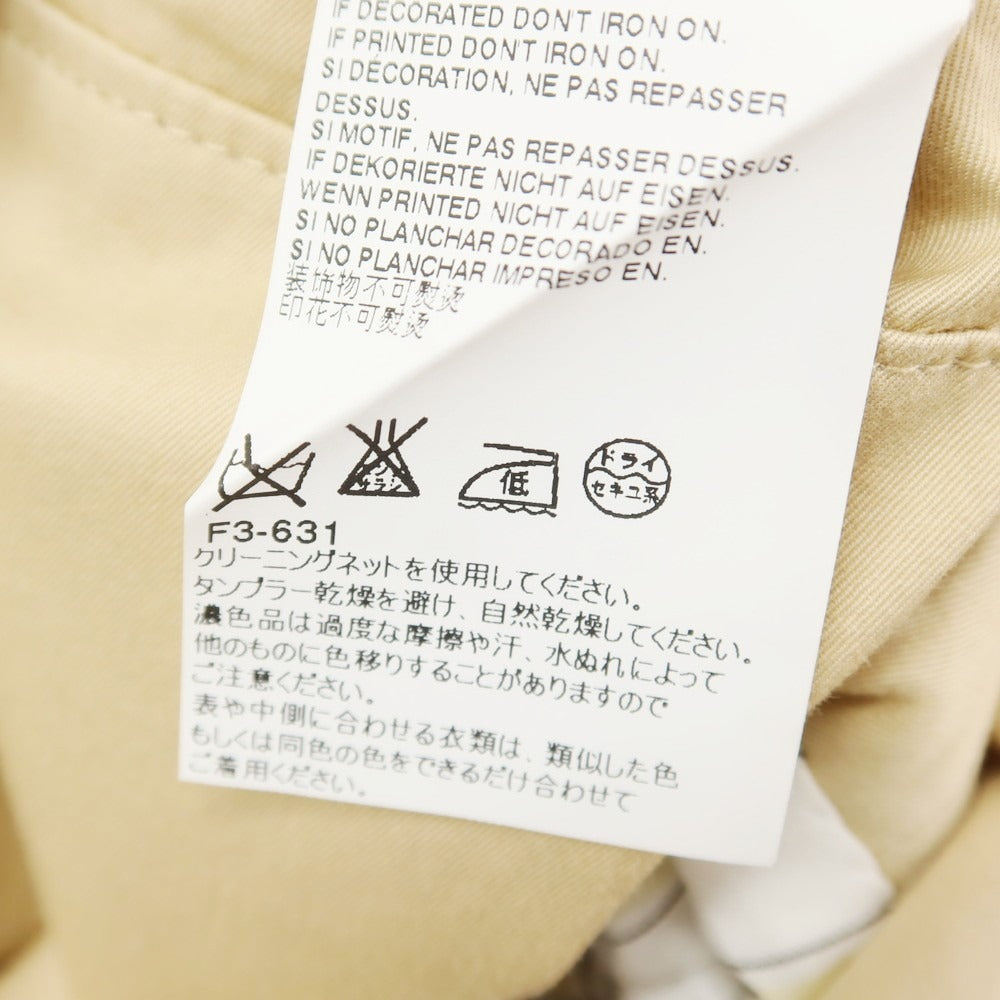 IF DECORATED DON'T IRON ON.
IF PRINTED DON'T IRON ON.
SI DÉCORATION, NE PAS REPASSER
DESSUS.
SI MOTIF, NE PAS REPASSER DESSUS.
IF DEKORIERTE NICHT AUF EISEN.
WENN PRINTED NICHT AUF EISEN.
SI NO PLANCHAR DECORADO EN.
SI NO PLANCHAR IMPRESO EN.
装饰物不可熨烫
印花不可熨烫
サラシ 低 ドライ
セキユ系
F3-631
クリーニングネットを使用してください。
タンブラー乾燥を避け、自然乾燥してください。
濃色品は過度な摩擦や汗、水ぬれによって
他のものに色移りすることがありますので
ご注意ください。
表や中側に合わせる衣類は、類似した色
もしくは同色の色をできるだけ合わせて
ご着用ください。